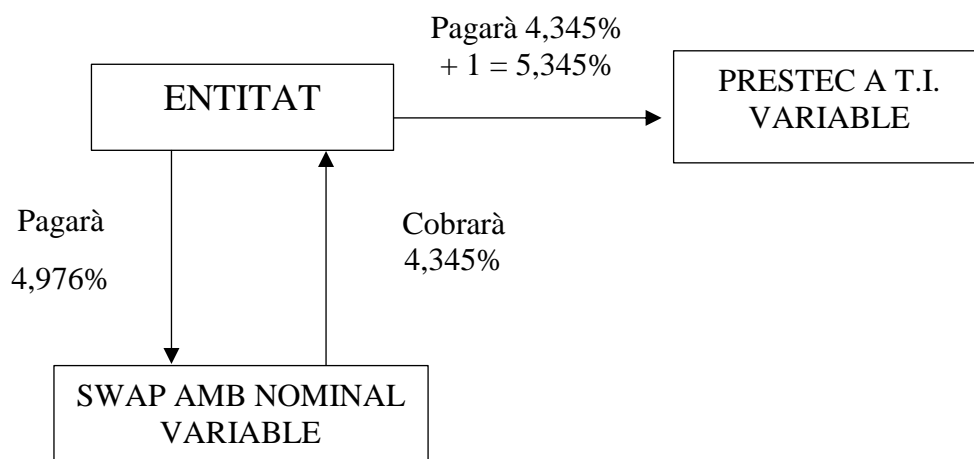 Pagarà 4,345%
+ 1 = 5,345%
ENTITAT
PRESTEC A T.I.
VARIABLE
Pagarà
4,976%
Cobrarà
4,345%
SWAP AMB NOMINAL
VARIABLE